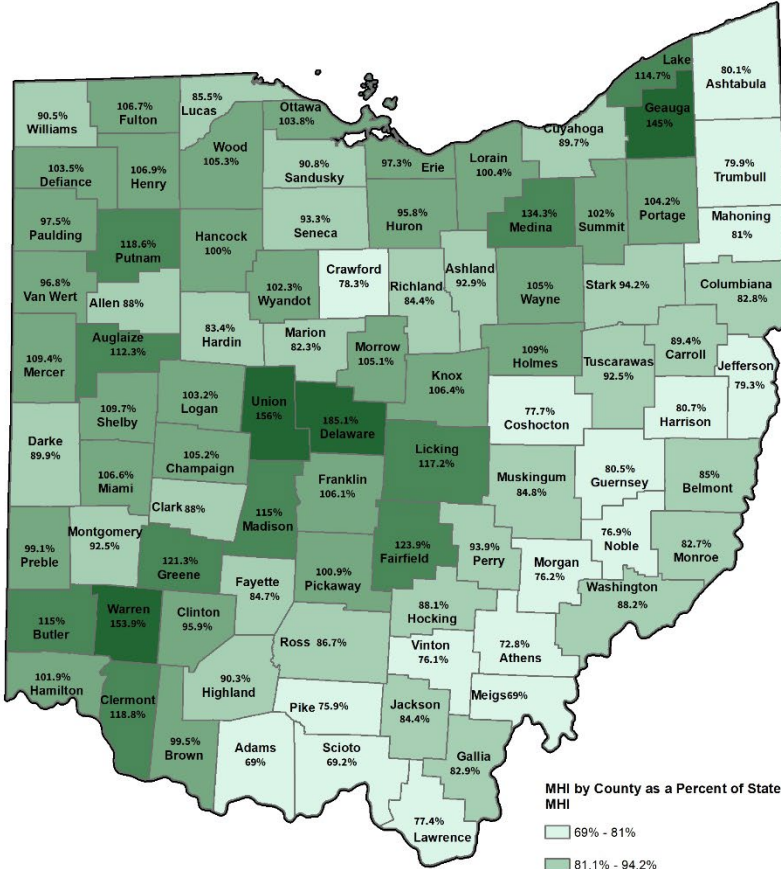 Lake
114.7%
80.1%
Ashtabula
Geauga
145%
90.5%
Williams
106.7%
Fulton
85.5%
Lucas
Ottawa
103.8%
Wood
105.3%
Cuyahoga
89.7%
103.5%
Defiance
106.9%
Henry
90.8%
Sandusky
97.3% Erie
Lorain
100.4%
79.9%
Trumbull
97.5%
Paulding
118.6%
Putnam
Hancock
100%
93.3%
Seneca
95.8%
Huron
134.3%
Medina
102%
Summit
104.2%
Portage
Mahoning
81%
96.8%
Van Wert
Allen 88%
102.3%
Wyandot
Crawford
78.3%
Richland
84.4%
Ashland
92.9%
105%
Wayne
Stark 94.2%
Columbiana
82.8%
109.4%
Mercer
Auglaize
112.3%
83.4%
Hardin
Marion
82.3%
Morrow
105.1%
109%
Holmes
Tuscarawas
92.5%
89.4%
Carroll
Jefferson
79.3%
109.7%
Shelby
103.2%
Logan
Union
156%
185.1%
Delaware
Knox
106.4%
77.7%
Coshocton
80.7%
Harrison
Darke
89.9%
106.6%
Miami
105.2%
Champaign
Licking
117.2%
Muskingum
84.8%
80.5%
Guernsey
85%
Belmont
Clark 88%
115%
Madison
Franklin
106.1%
99.1%
Preble
Montgomery
92.5%
121.3%
Greene
100.9%
Pickaway
123.9%
Fairfield
93.9%
Perry
Morgan
76.2%
76.9%
Noble
82.7%
Monroe
Fayette
84.7%
Washington
88.2%
115%
Butler
Warren
153.9%
Clinton
95.9%
Ross 86.7%
88.1%
Hocking
Vinton
76.1%
72.8%
Athens
101.9%
Hamilton
Clermont
118.8%
90.3%
Highland
Pike 75.9%
Jackson
84.4%
Meigs69%
99.5%
Brown
Adams
69%
Scioto
69.2%
Gallia
82.9%
77.4%
Lawrence
MHI by County as a Percent of State
MHI
69% - 81%
81.1% - 94.2%